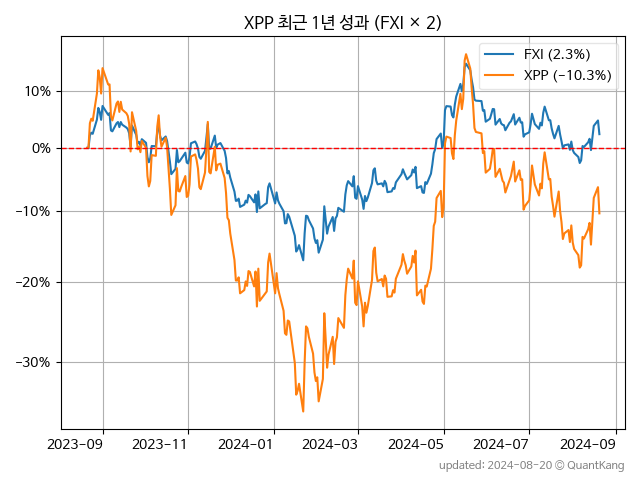 XPP 최근 1년 성과 (FXI × 2)
FXI (2.3%)
XPP (−10.3%)
10%
0%
−10%
−20%
−30%
2023-09 2023-11 2024-01 2024-03 2024-05 2024-07 2024-09
updated: 2024-08-20 © QuantKang